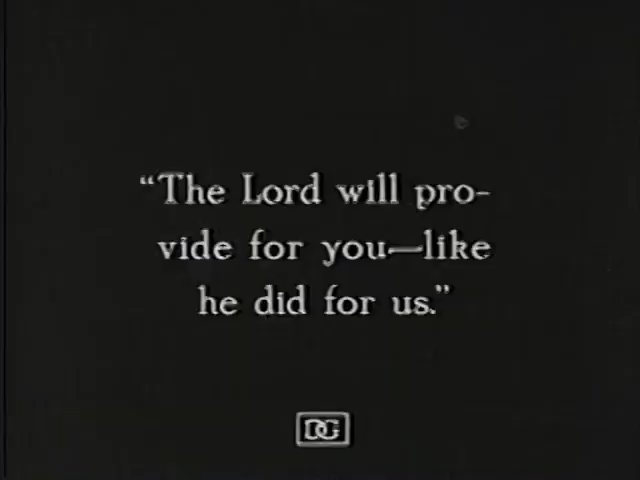 “The Lord will pro-
vide for you—like
he did for us.”
DG